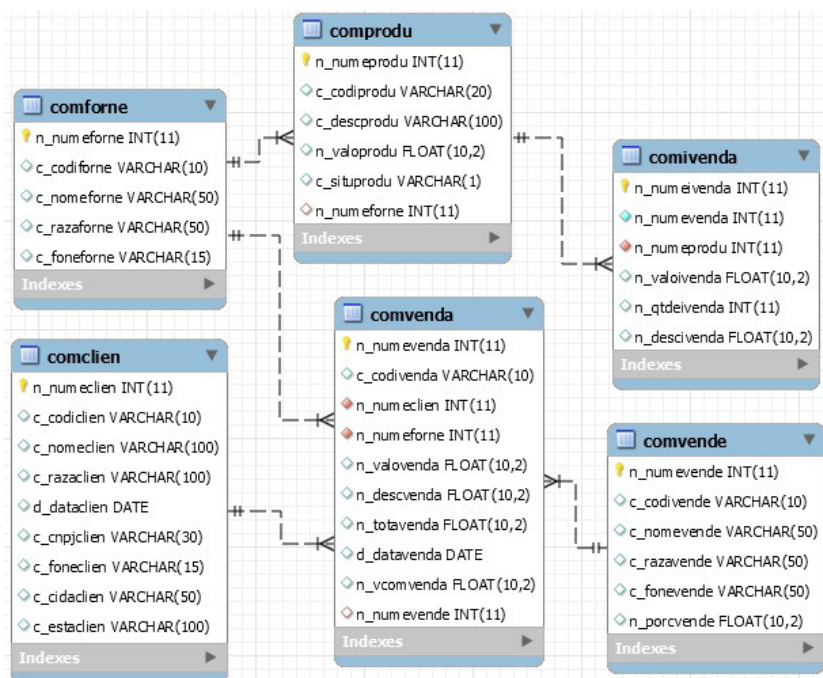 comprodu
n_numeprodu INT(11)
c_codiprodu VARCHAR(20)
c_descprodu VARCHAR(100)
n_valoprodu FLOAT(10,2)
c_situprodu VARCHAR(1)
n_numeforne INT(11)
Indexes
comforne
n_numeforne INT(11)
c_codiforne VARCHAR(10)
c_nomeforne VARCHAR(50)
c_razaforne VARCHAR(50)
c_foneforne VARCHAR(15)
Indexes
comivenda
n_numeivenda INT(11)
n_numevenda INT(11)
n_numeprodu INT(11)
n_valoivenda FLOAT(10,2)
n_qtdeivenda INT(11)
n_descivenda FLOAT(10,2)
Indexes
comvenda
n_numevenda INT(11)
c_codivenda VARCHAR(10)
n_numeclien INT(11)
n_numeforne INT(11)
n_valovenda FLOAT(10,2)
n_descvenda FLOAT(10,2)
n_totavenda FLOAT(10,2)
d_datavenda DATE
n_vcomvenda FLOAT(10,2)
n_numevende INT(11)
Indexes
comclien
n_numeclien INT(11)
c_codiclien VARCHAR(10)
c_nomeclien VARCHAR(100)
c_razaclien VARCHAR(100)
d_dataclien DATE
c_cnpjclien VARCHAR(30)
c_foneclien VARCHAR(15)
c_cidaclien VARCHAR(50)
c_estaclien VARCHAR(100)
Indexes
comvende
n_numevende INT(11)
c_codivende VARCHAR(10)
c_nomevende VARCHAR(50)
c_razavende VARCHAR(50)
c_fonevende VARCHAR(50)
n_porcvende FLOAT(10,2)
Indexes